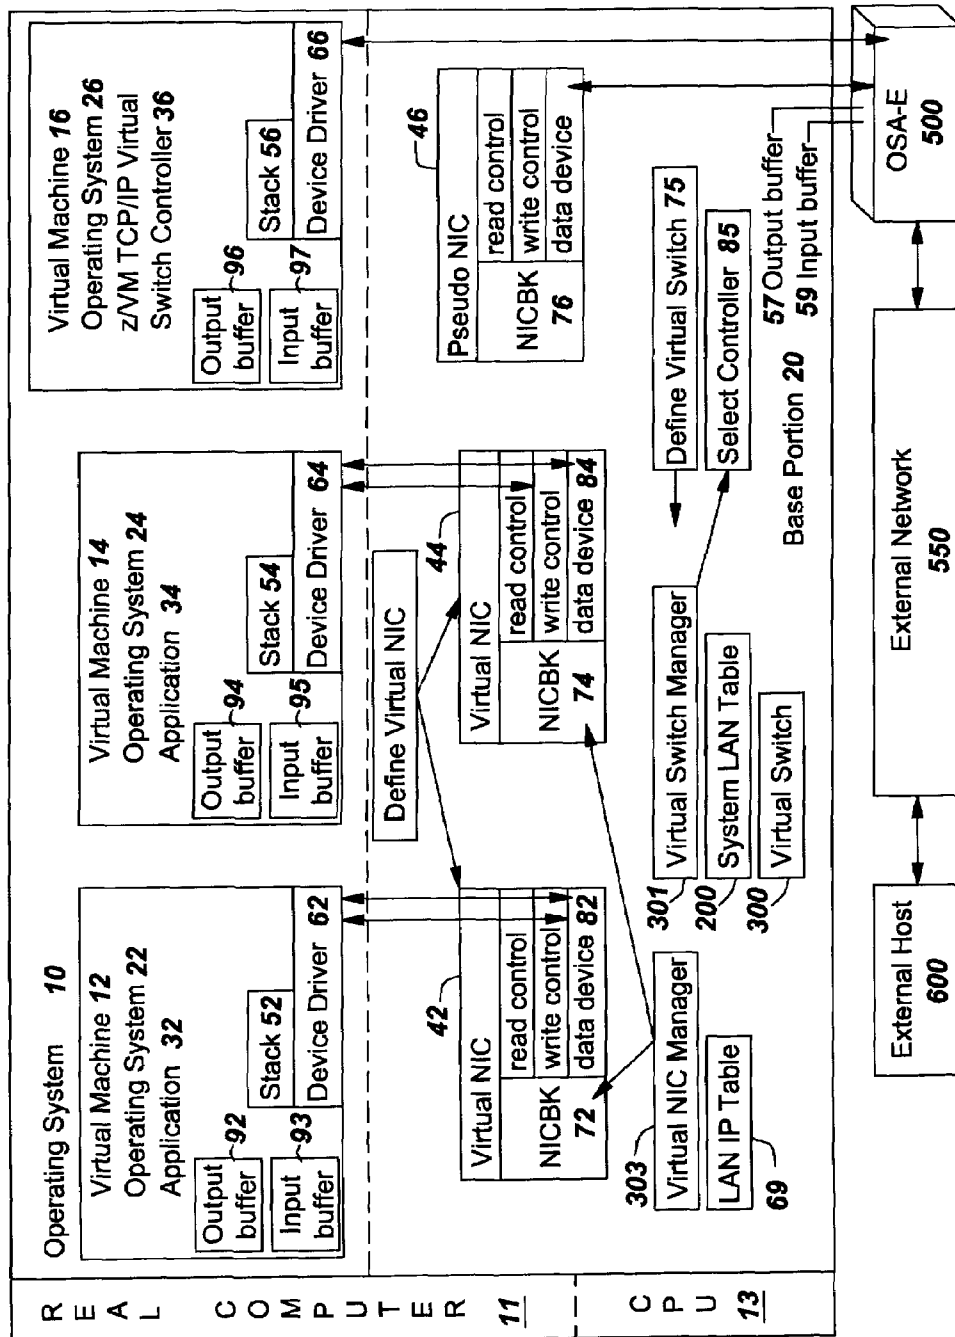 REAL COMPUTER 11
CPU 13
Operating System 10
Virtual Machine 12
Operating System 22
Application 32
Output
buffer
92
Input
buffer
93
Stack 52
Device Driver 62
Virtual Machine 14
Operating System 24
Application 34
Output
buffer
94
Input
buffer
95
Stack 54
Device Driver 64
Virtual Machine 16
Operating System 26
z/VM TCP/IP Virtual
Switch Controller 36
Output
buffer
96
Input
buffer
97
Stack 56
Device Driver 66
Define Virtual NIC
42
Virtual NIC
NICBK
72
read control
write control
data device 82
44
Virtual NIC
NICBK
74
read control
write control
data device 84
46
Pseudo NIC
NICBK
76
read control
write control
data device
303
Virtual NIC Manager
LAN IP Table
69
301
Virtual Switch Manager
200
System LAN Table
300
Virtual Switch
Define Virtual Switch 75
Select Controller 85
Base Portion 20
57 Output buffer
59 Input buffer
External Host
600
External Network
550
OSA-E
500